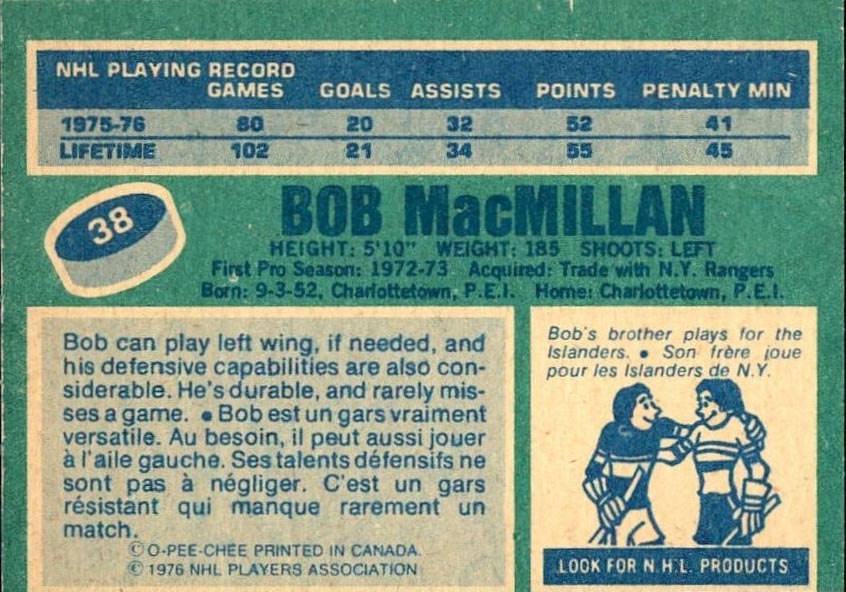 NHL PLAYING RECORD
GAMES GOALS ASSISTS POINTS PENALTY MIN
1975-76 80 20 32 52 41
LIFETIME 102 21 34 55 45
38
BOB MacMILLAN
HEIGHT: 5'10" WEIGHT: 185 SHOOTS: LEFT
First Pro Season: 1972-73 Acquired: Trade with N.Y. Rangers
Born: 9-3-52, Charlottetown, P.E.I. Home: Charlottetown, P.E.I.
Bob can play left wing, if needed, and
his defensive capabilities are also con-
siderable. He's durable, and rarely mis-
ses a game. • Bob est un gars vraiment
versatile. Au besoin, il peut aussi jouer
à l'aile gauche. Ses talents défensifs ne
sont pas à négliger. C'est un gars
résistant qui manque rarement un
match.
© O-PEE-CHEE PRINTED IN CANADA.
© 1976 NHL PLAYERS ASSOCIATION
Bob's brother plays for the
Islanders. • Son frère joue
pour les Islanders de N.Y.
LOOK FOR N.H.L. PRODUCTS